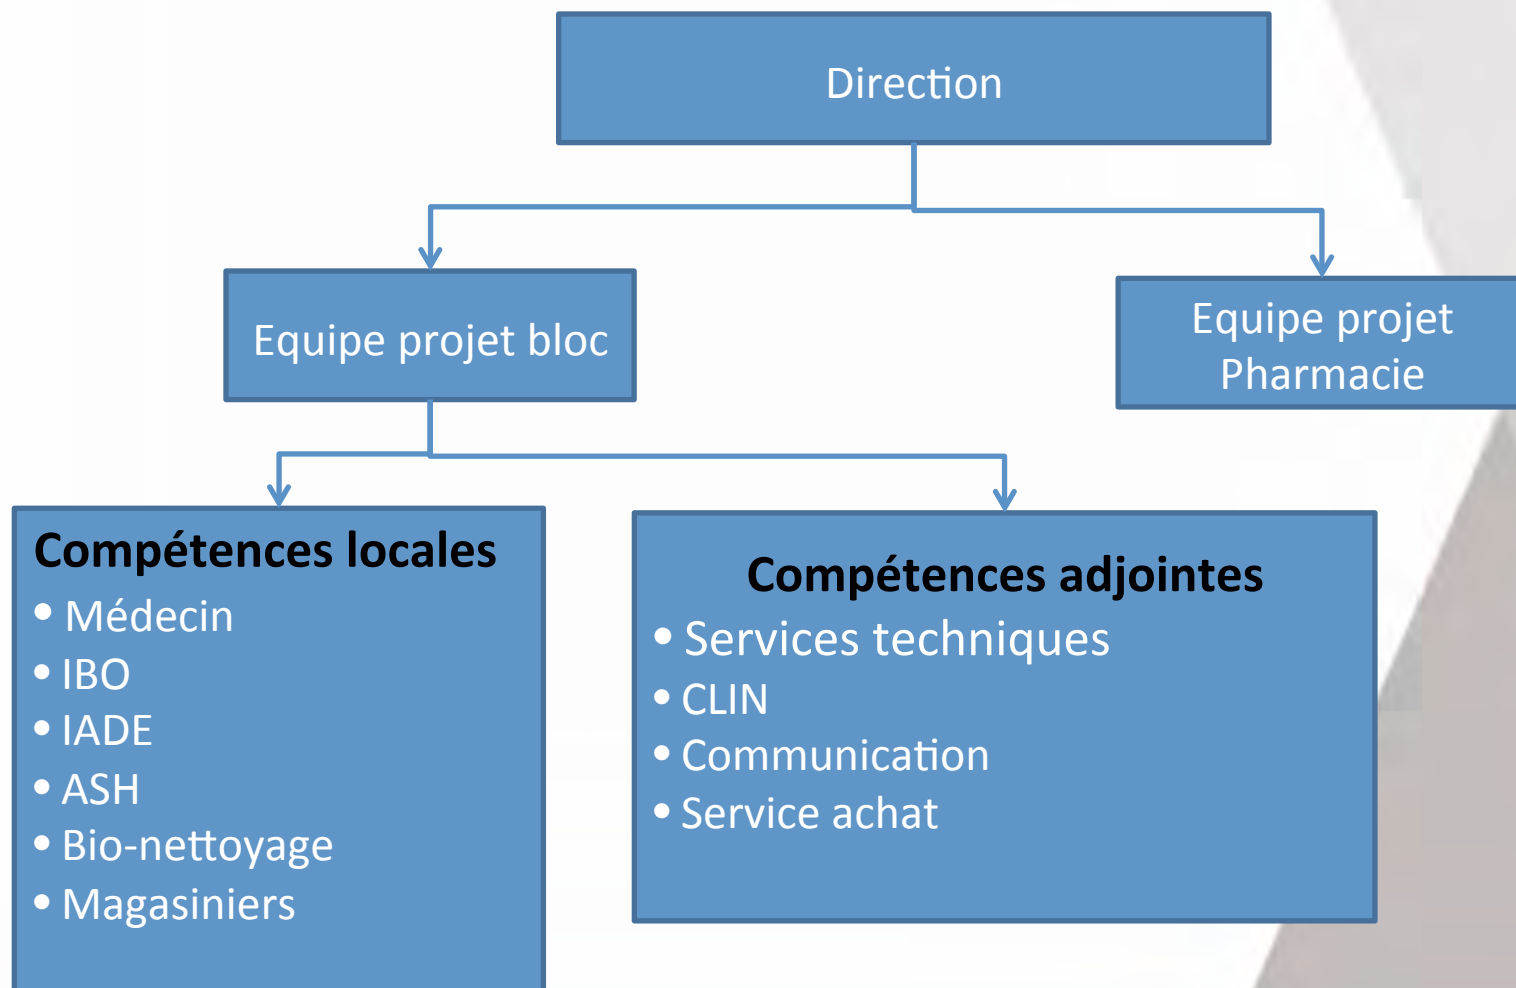 Direction
Equipe projet bloc
Equipe projet
Pharmacie
Compétences locales
• Médecin
• IBO
• IADE
• ASH
• Bio-nettoyage
• Magasiniers
Compétences adjointes
• Services techniques
• CLIN
• Communication
• Service achat